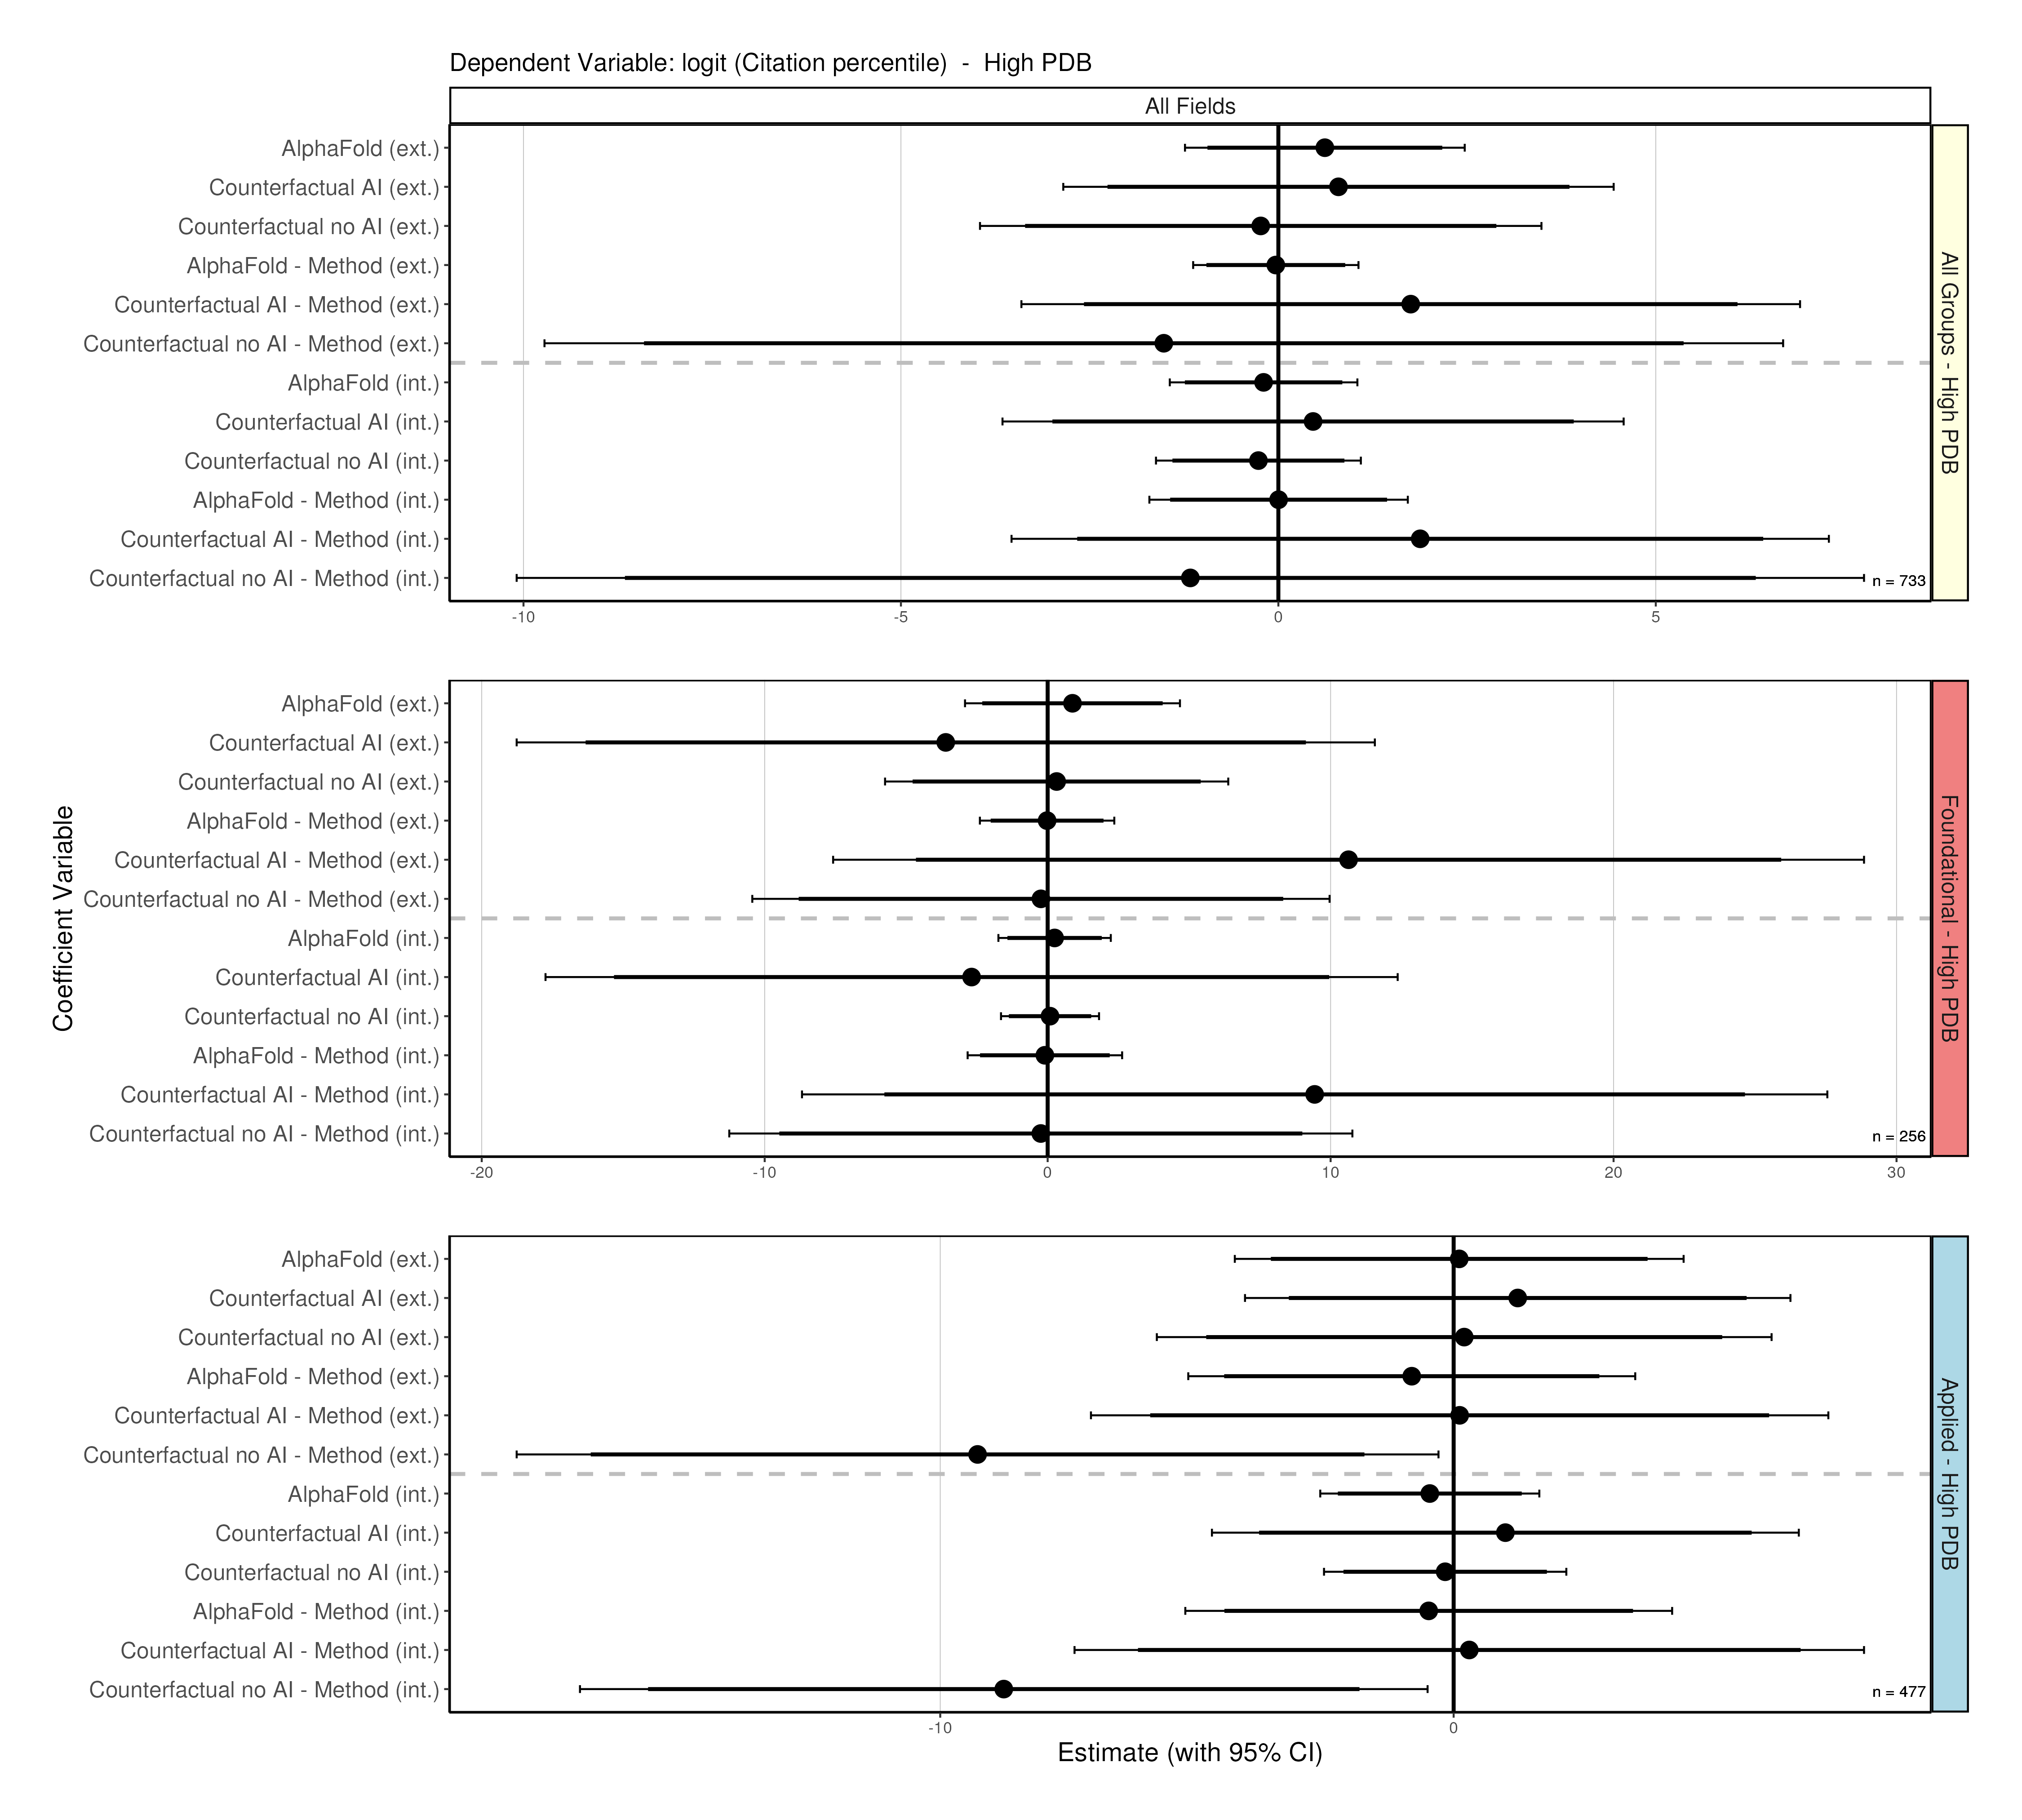 Dependent Variable: logit (Citation percentile)  -  High PDB
All Fields
AlphaFold (ext.)
Counterfactual AI (ext.)
Counterfactual no AI (ext.)
AlphaFold - Method (ext.)
Counterfactual AI - Method (ext.)
Counterfactual no AI - Method (ext.)
AlphaFold (int.)
Counterfactual AI (int.)
Counterfactual no AI (int.)
AlphaFold - Method (int.)
Counterfactual AI - Method (int.)
Counterfactual no AI - Method (int.)
n = 733
All Groups - High PDB
-10 -5 0 5
Coefficient Variable
AlphaFold (ext.)
Counterfactual AI (ext.)
Counterfactual no AI (ext.)
AlphaFold - Method (ext.)
Counterfactual AI - Method (ext.)
Counterfactual no AI - Method (ext.)
AlphaFold (int.)
Counterfactual AI (int.)
Counterfactual no AI (int.)
AlphaFold - Method (int.)
Counterfactual AI - Method (int.)
Counterfactual no AI - Method (int.)
n = 256
Foundational - High PDB
-20 -10 0 10 20 30
AlphaFold (ext.)
Counterfactual AI (ext.)
Counterfactual no AI (ext.)
AlphaFold - Method (ext.)
Counterfactual AI - Method (ext.)
Counterfactual no AI - Method (ext.)
AlphaFold (int.)
Counterfactual AI (int.)
Counterfactual no AI (int.)
AlphaFold - Method (int.)
Counterfactual AI - Method (int.)
Counterfactual no AI - Method (int.)
n = 477
Applied - High PDB
-10 0
Estimate (with 95% CI)